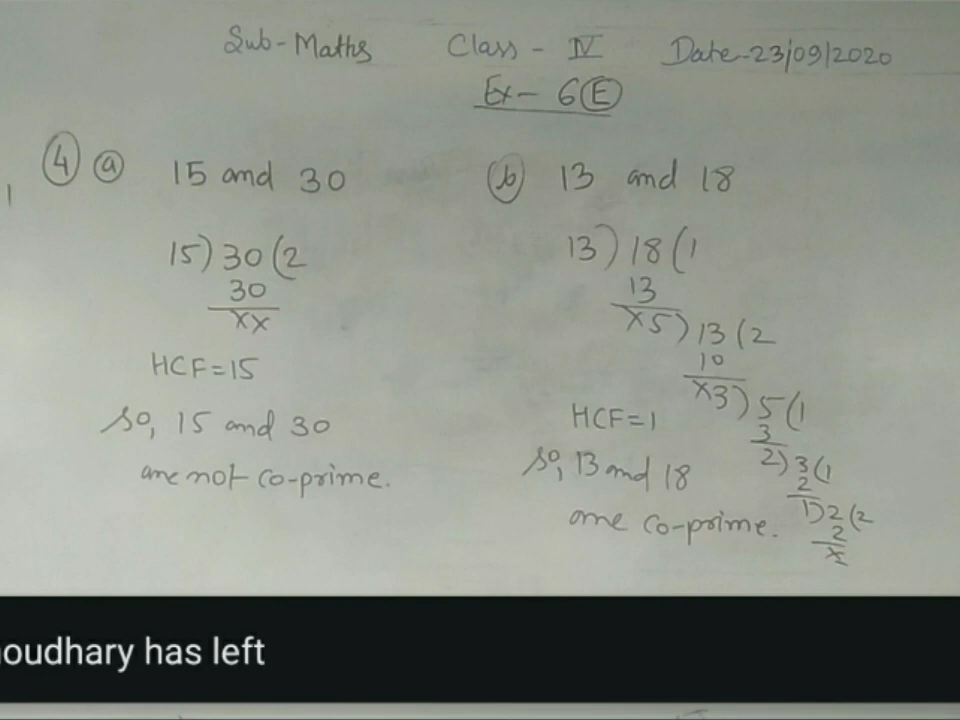 Sub-Maths Class - IV Date-23/09/2020
Ex- 6(E)
4 a 15 and 30
15)30(2
30
xx
HCF=15
so, 15 and 30
are not co-prime.
b 13 and 18
13)18(1
13
x5)13(2
10
x3)5(1
3
2)3(1
2
1)2(2
2
x
HCF=1
so, 13 and 18
are co-prime.
oudhary has left